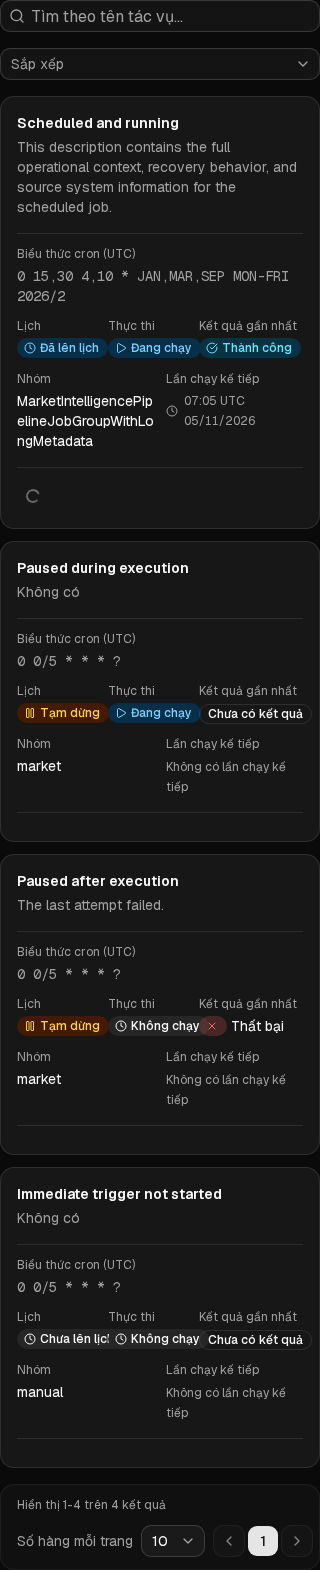 Tìm theo tên tác vụ...
Sắp xếp
Scheduled and running
This description contains the full
operational context, recovery behavior, and
source system information for the
scheduled job.
Biểu thức cron (UTC)
0 15,30 4,10 * JAN,MAR,SEP MON-FRI
2026/2
Lịch Thực thi Kết quả gần nhất
Đã lên lịch Đang chạy Thành công
Nhóm Lần chạy kế tiếp
MarketIntelligencePip
elineJobGroupWithLo
ngMetadata
07:05 UTC
05/11/2026
Paused during execution
Không có
Biểu thức cron (UTC)
0 0/5 * * * ?
Lịch Thực thi Kết quả gần nhất
Tạm dừng Đang chạy Chưa có kết quả
Nhóm Lần chạy kế tiếp
market Không có lần chạy kế
tiếp
Paused after execution
The last attempt failed.
Biểu thức cron (UTC)
0 0/5 * * * ?
Lịch Thực thi Kết quả gần nhất
Tạm dừng Không chạy Thất bại
Nhóm Lần chạy kế tiếp
market Không có lần chạy kế
tiếp
Immediate trigger not started
Không có
Biểu thức cron (UTC)
0 0/5 * * * ?
Lịch Thực thi Kết quả gần nhất
Chưa lên lịch Không chạy Chưa có kết quả
Nhóm Lần chạy kế tiếp
manual Không có lần chạy kế
tiếp
Hiển thị 1-4 trên 4 kết quả
Số hàng mỗi trang 10 1